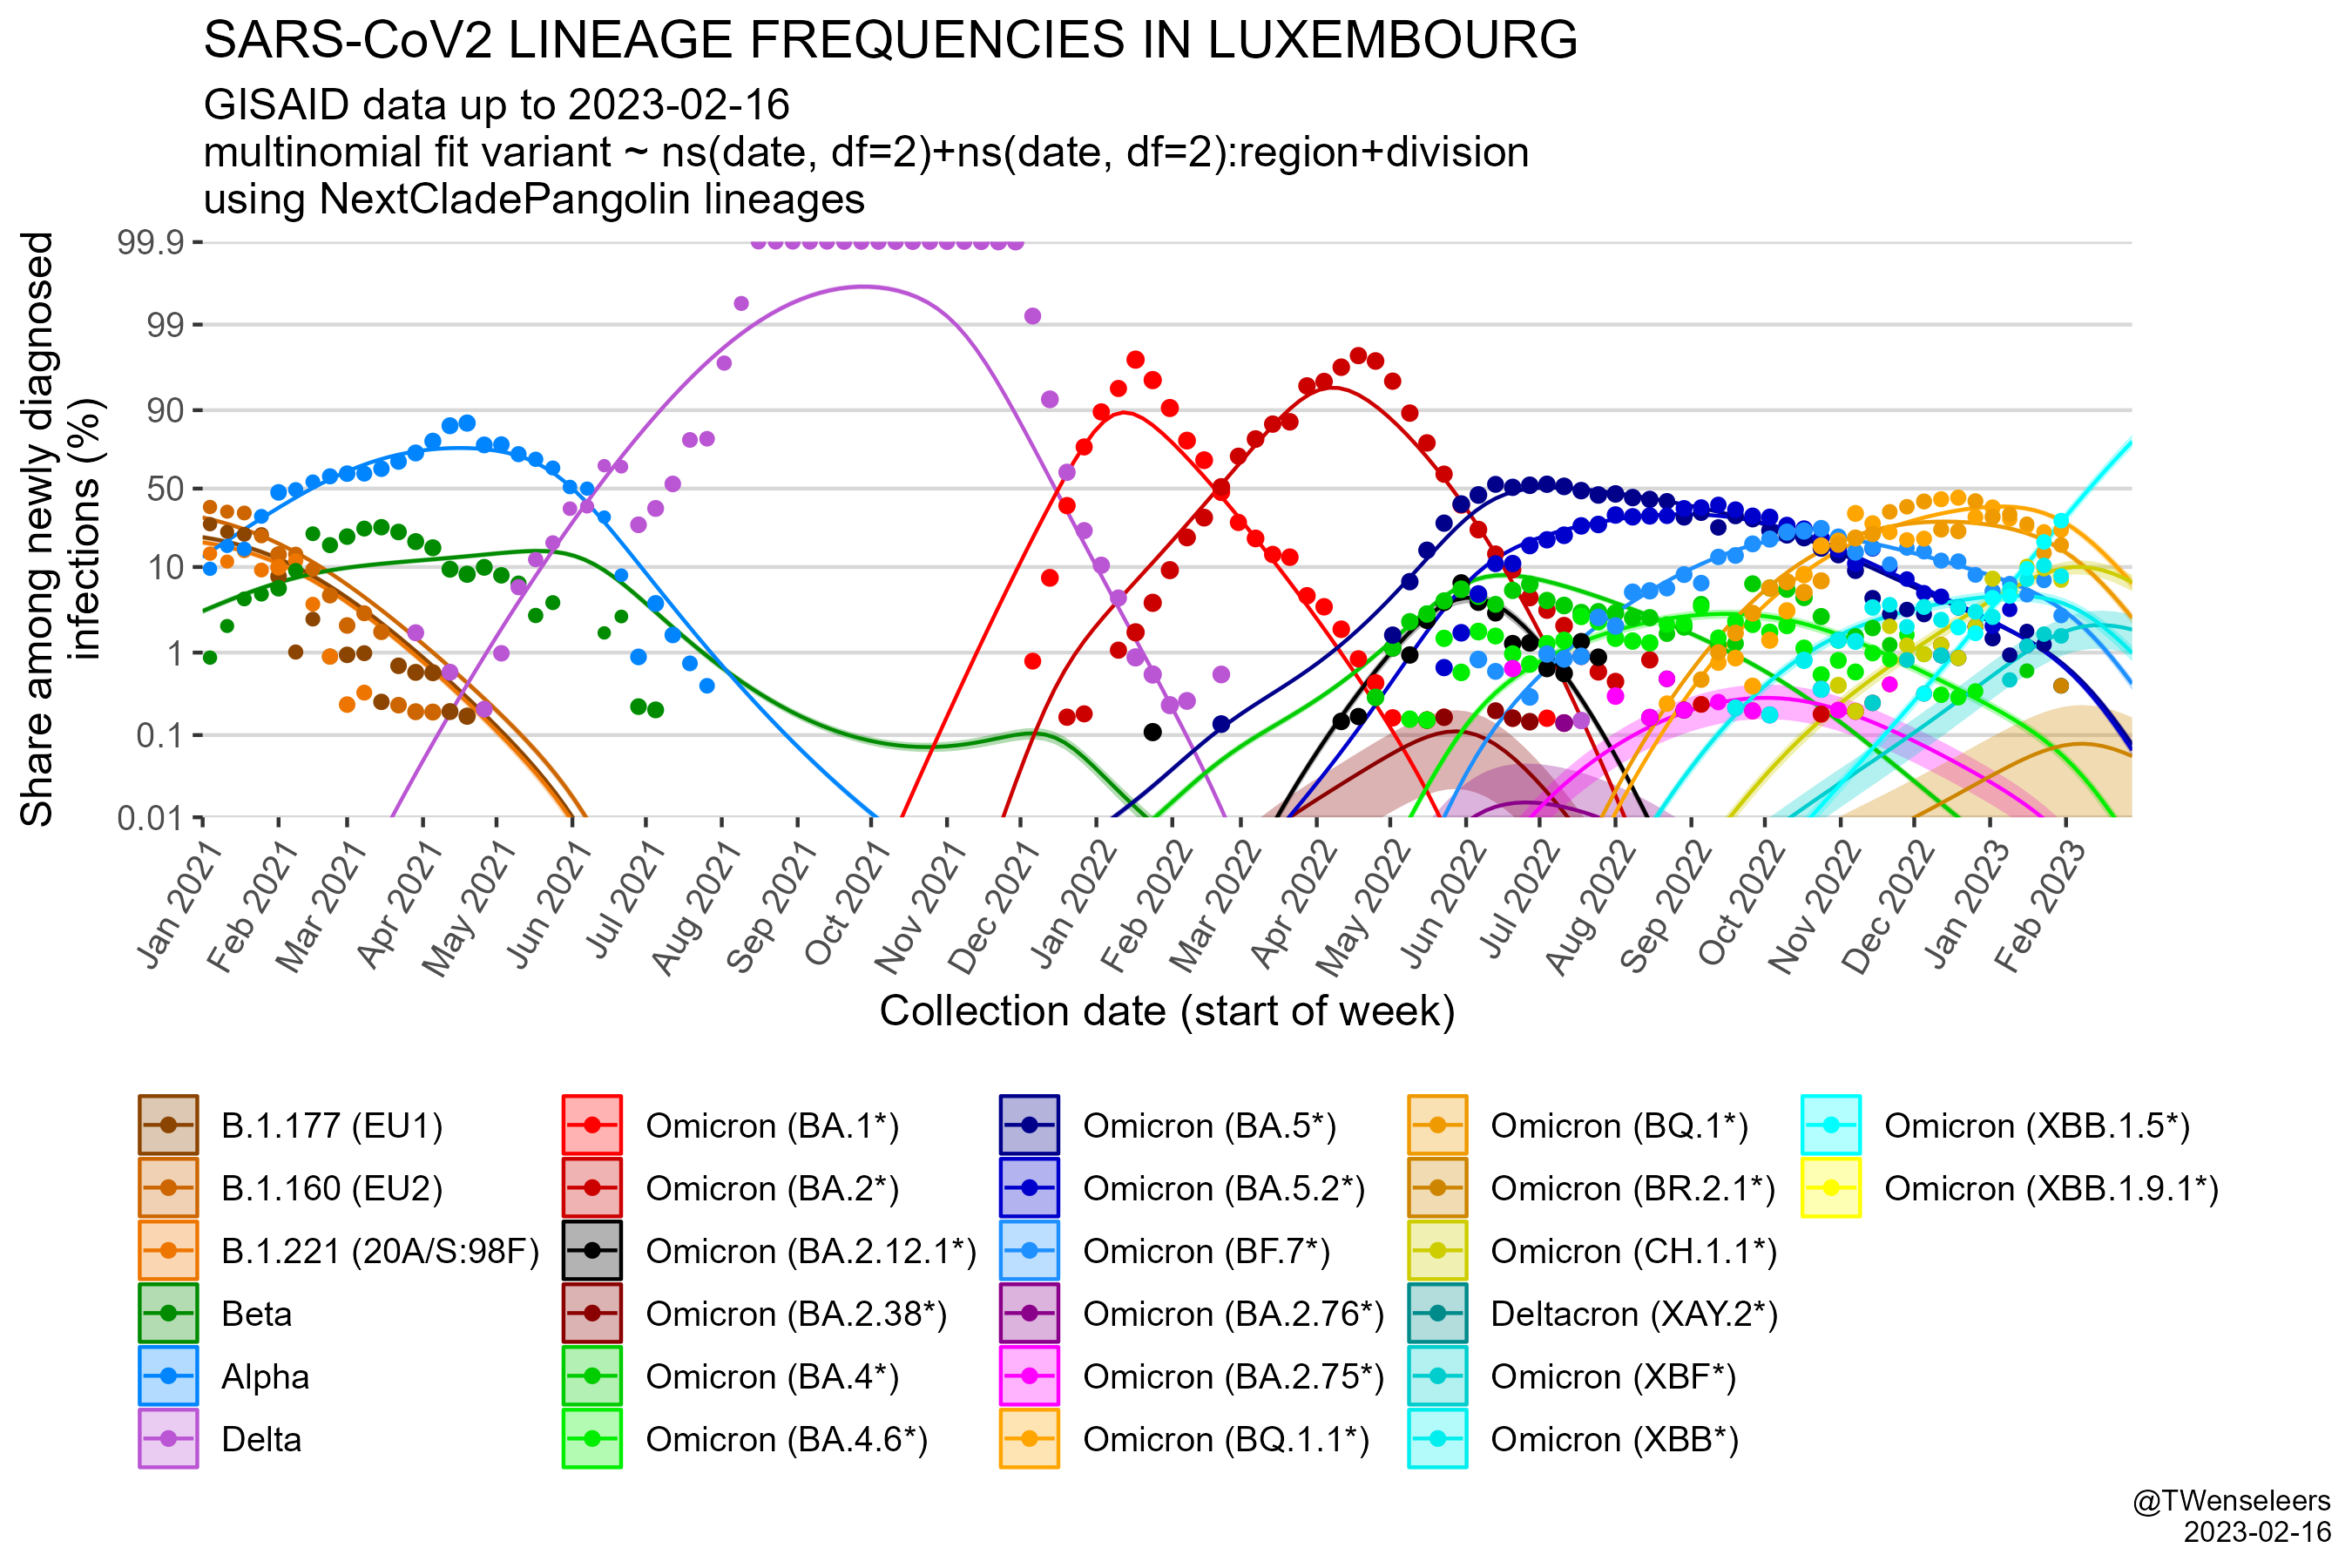 SARS-CoV2 LINEAGE FREQUENCIES IN LUXEMBOURG
GISAID data up to 2023-02-16
multinomial fit variant ~ ns(date, df=2)+ns(date, df=2):region+division
using NextCladePangolin lineages
Share among newly diagnosed
infections (%)
99.9
99
90
50
10
1
0.1
0.01
Jan 2021
Feb 2021
Mar 2021
Apr 2021
May 2021
Jun 2021
Jul 2021
Aug 2021
Sep 2021
Oct 2021
Nov 2021
Dec 2021
Jan 2022
Feb 2022
Mar 2022
Apr 2022
May 2022
Jun 2022
Jul 2022
Aug 2022
Sep 2022
Oct 2022
Nov 2022
Dec 2022
Jan 2023
Feb 2023
Collection date (start of week)
B.1.177 (EU1)
B.1.160 (EU2)
B.1.221 (20A/S:98F)
Beta
Alpha
Delta
Omicron (BA.1*)
Omicron (BA.2*)
Omicron (BA.2.12.1*)
Omicron (BA.2.38*)
Omicron (BA.4*)
Omicron (BA.4.6*)
Omicron (BA.5*)
Omicron (BA.5.2*)
Omicron (BF.7*)
Omicron (BA.2.76*)
Omicron (BA.2.75*)
Omicron (BQ.1.1*)
Omicron (BQ.1*)
Omicron (BR.2.1*)
Omicron (CH.1.1*)
Deltacron (XAY.2*)
Omicron (XBF*)
Omicron (XBB*)
Omicron (XBB.1.5*)
Omicron (XBB.1.9.1*)
@TWenseleers
2023-02-16